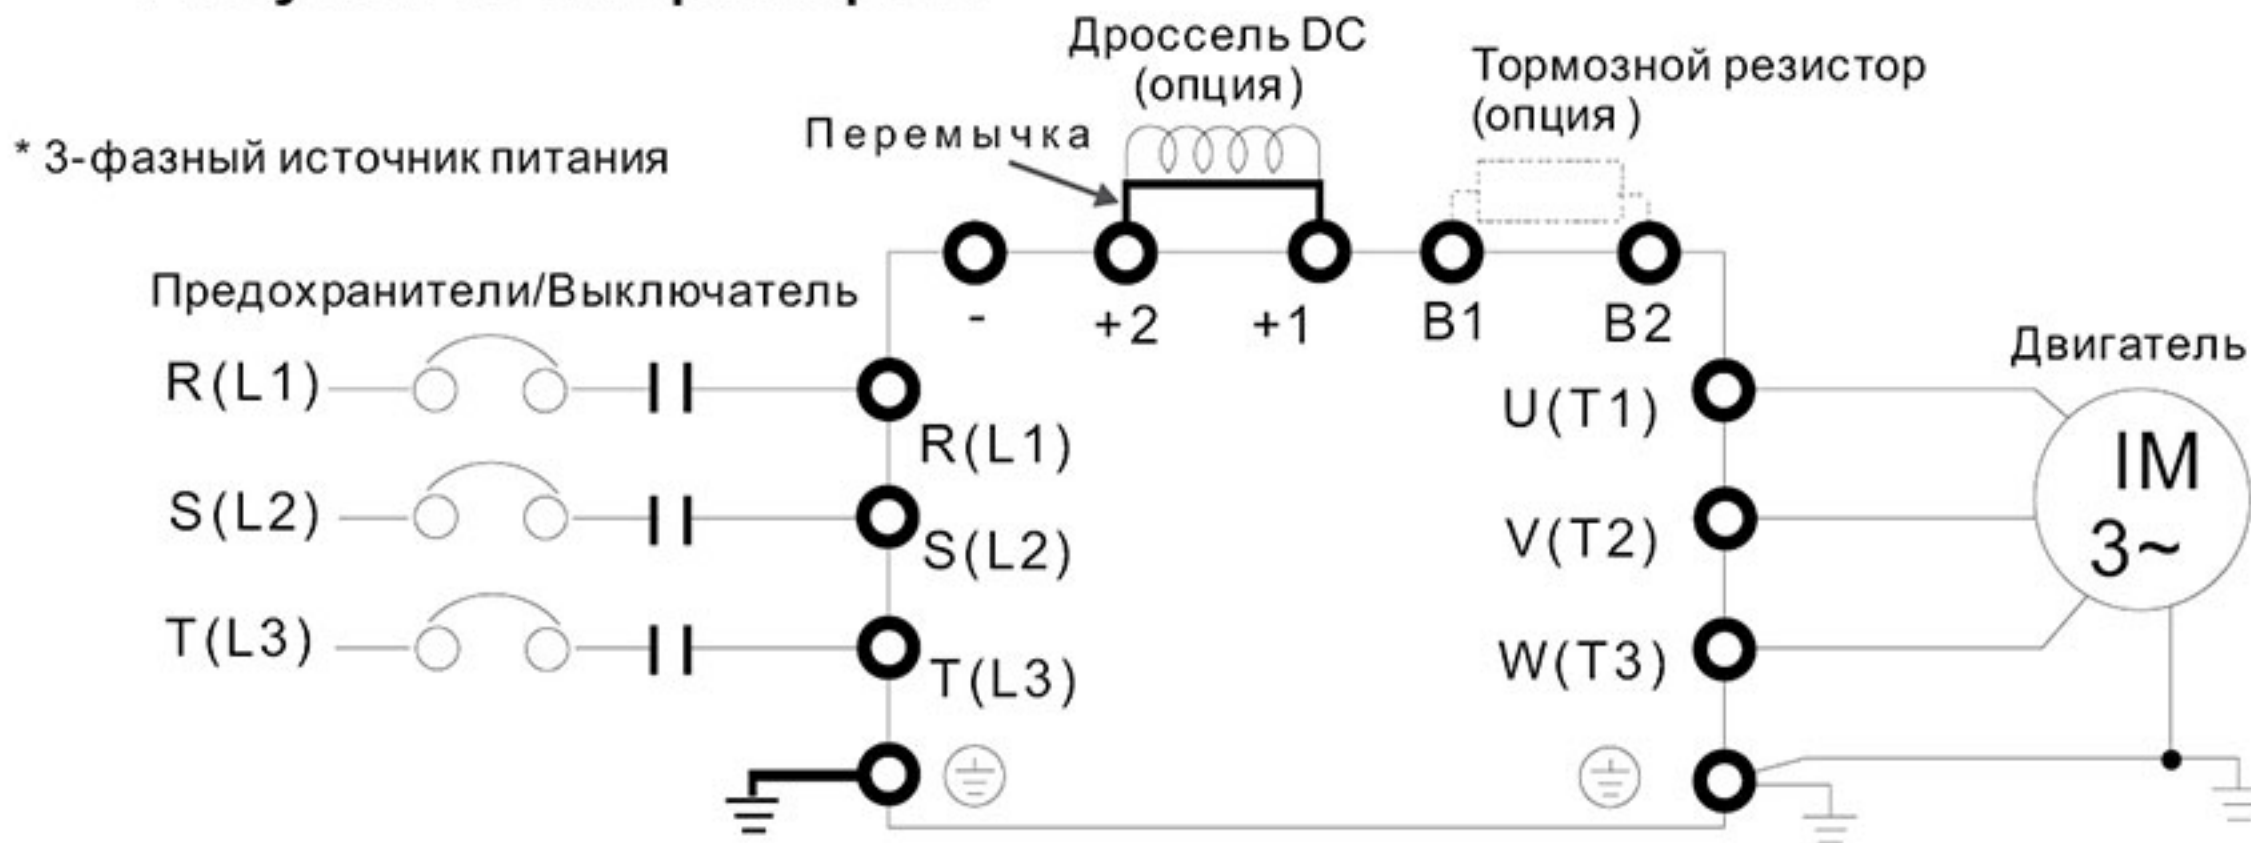 Дроссель DC
(опция)
Тормозной резистор
(опция)
Перемычка
* 3-фазный источник питания
Предохранители/Выключатель
- +2 +1 B1 B2
Двигатель
R(L1)
R(L1)
U(T1)
IM
3~
S(L2)
S(L2)
V(T2)
T(L3)
T(L3)
W(T3)